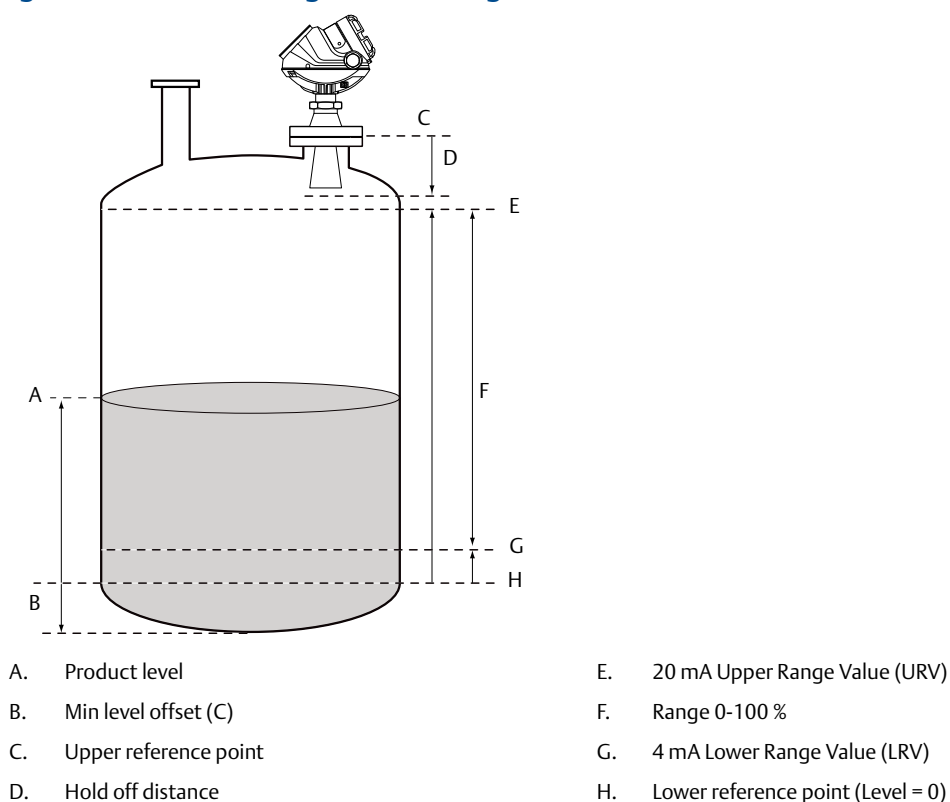 C
D
E
A
F
G
H
B
A. Product level
B. Min level offset (C)
C. Upper reference point
D. Hold off distance
E. 20 mA Upper Range Value (URV)
F. Range 0-100 %
G. 4 mA Lower Range Value (LRV)
H. Lower reference point (Level = 0)